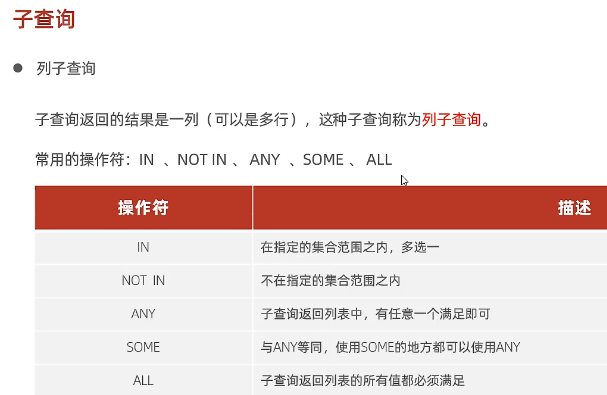 子查询
● 列子查询
子查询返回的结果是一列（可以是多行），这种子查询称为列子查询。
常用的操作符：IN 、NOT IN 、 ANY 、SOME 、 ALL
操作符 描述
IN 在指定的集合范围之内，多选一
NOT IN 不在指定的集合范围之内
ANY 子查询返回列表中，有任意一个满足即可
SOME 与ANY等同，使用SOME的地方都可以使用ANY
ALL 子查询返回列表的所有值都必须满足